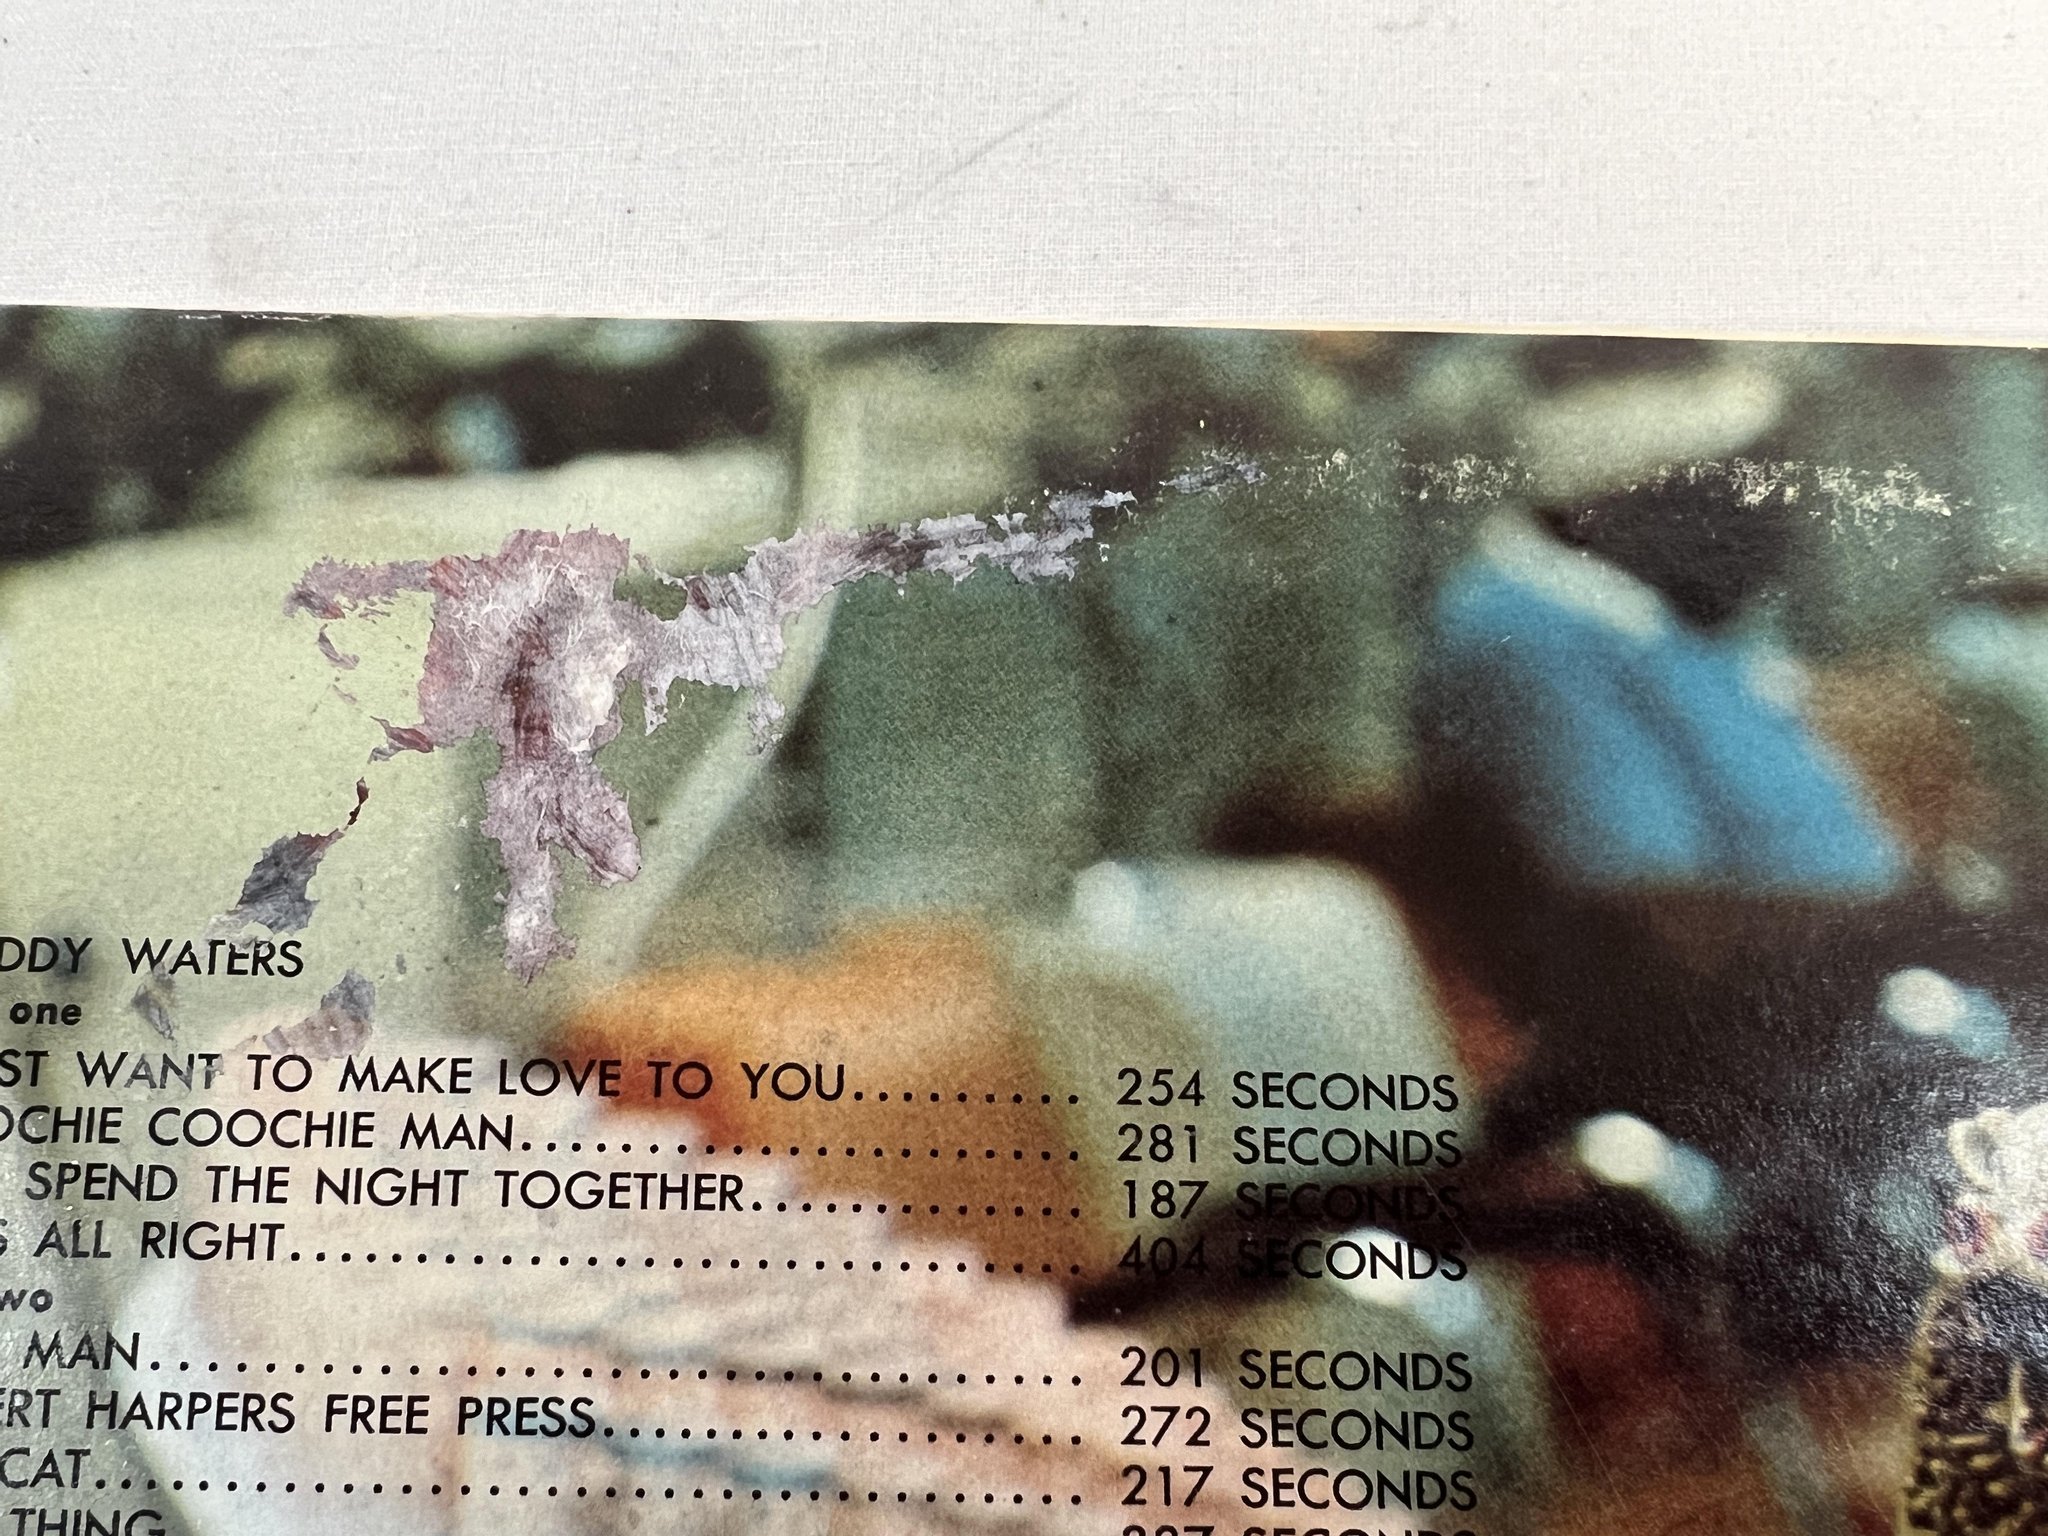 DDY WATERS
one
ST WANT TO MAKE LOVE TO YOU......... 254 SECONDS
OCHIE COOCHIE MAN..................... 281 SECONDS
SPEND THE NIGHT TOGETHER............. 187 SECONDS
S ALL RIGHT............................... 404 SECONDS
wo
MAN..................................... 201 SECONDS
ERT HARPERS FREE PRESS................. 272 SECONDS
CAT....................................... 217 SECONDS
THING